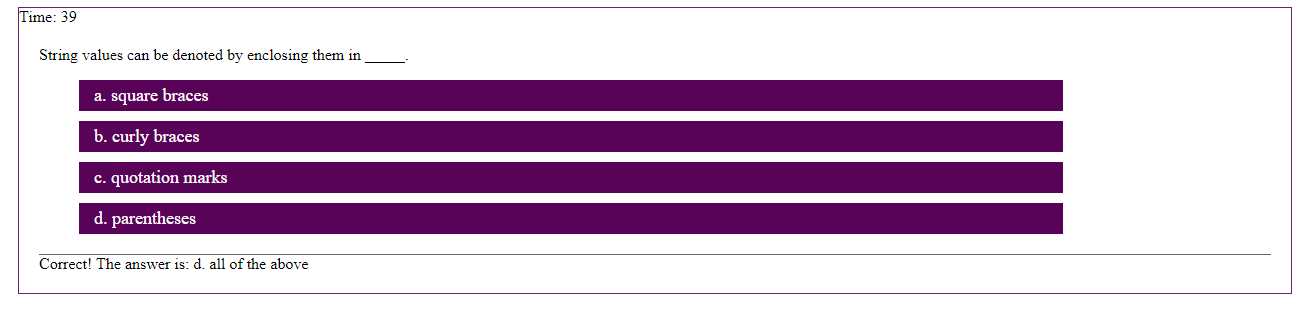 Time: 39
String values can be denoted by enclosing them in _____.
a. square braces
b. curly braces
c. quotation marks
d. parentheses
Correct! The answer is: d. all of the above